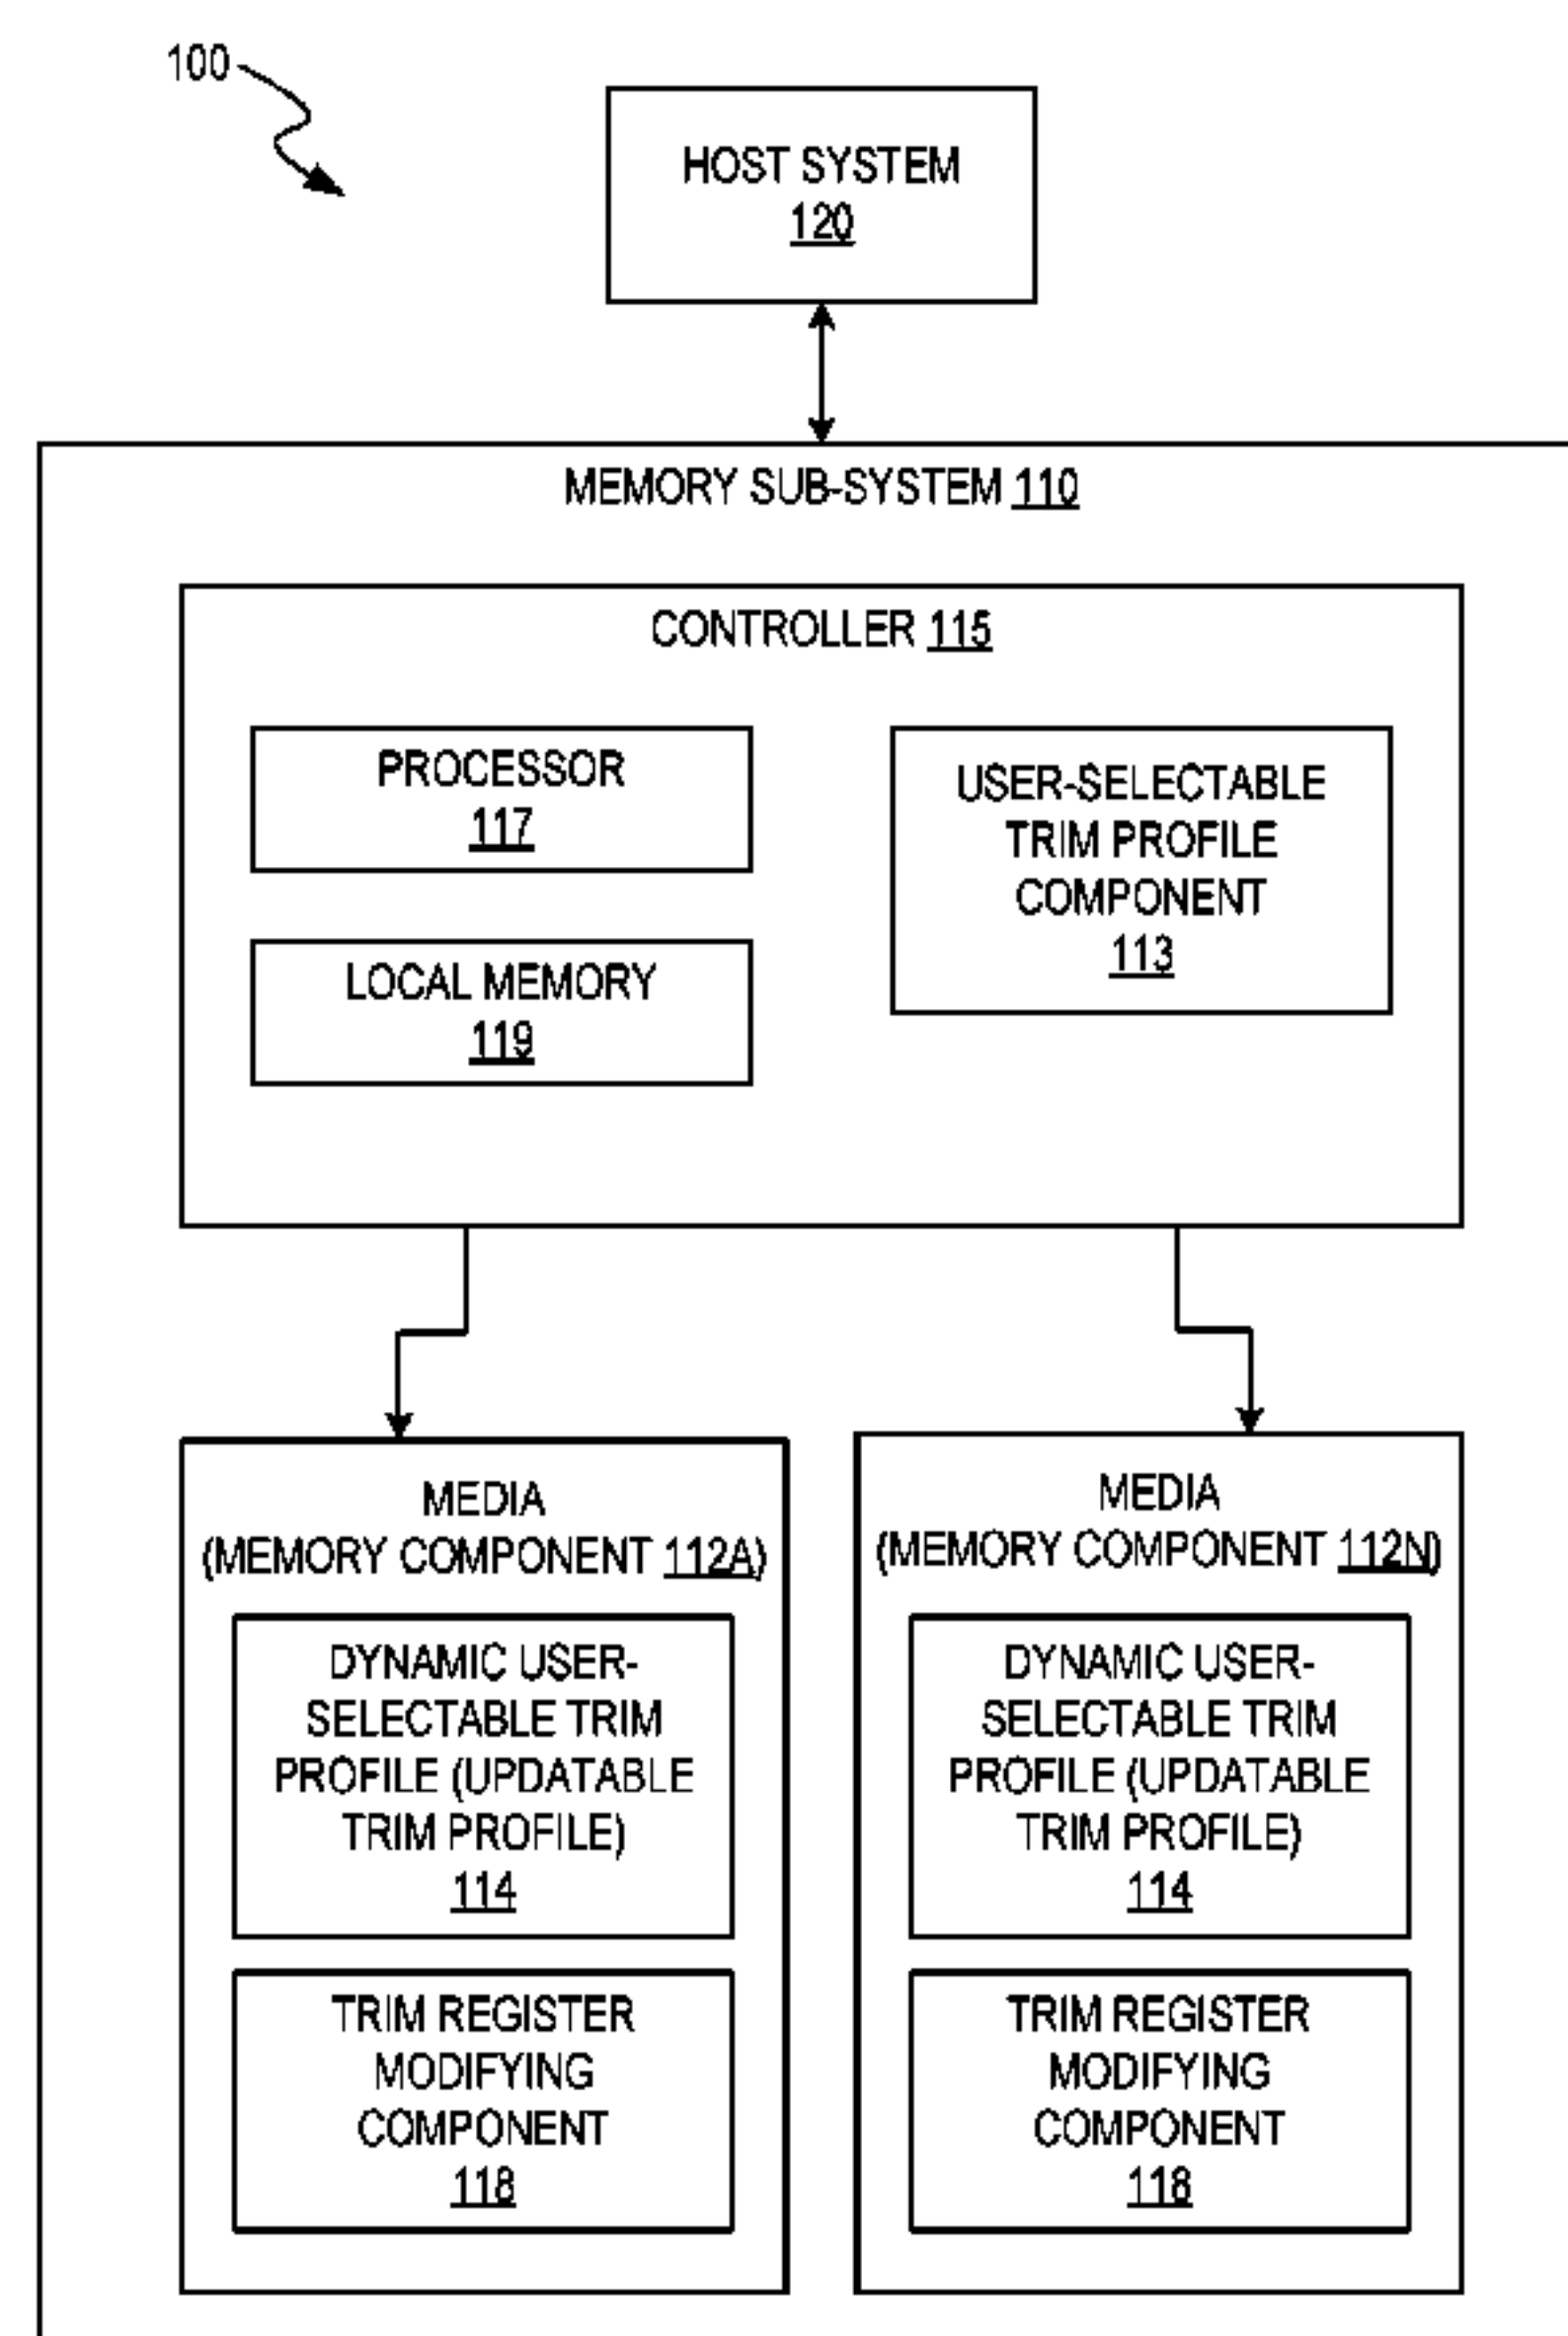 100
HOST SYSTEM
120
MEMORY SUB-SYSTEM 110
CONTROLLER 115
PROCESSOR
117
LOCAL MEMORY
119
USER-SELECTABLE
TRIM PROFILE
COMPONENT
113
MEDIA
(MEMORY COMPONENT 112A)
DYNAMIC USER-
SELECTABLE TRIM
PROFILE (UPDATABLE
TRIM PROFILE)
114
TRIM REGISTER
MODIFYING
COMPONENT
118
MEDIA
(MEMORY COMPONENT 112N)
DYNAMIC USER-
SELECTABLE TRIM
PROFILE (UPDATABLE
TRIM PROFILE)
114
TRIM REGISTER
MODIFYING
COMPONENT
118